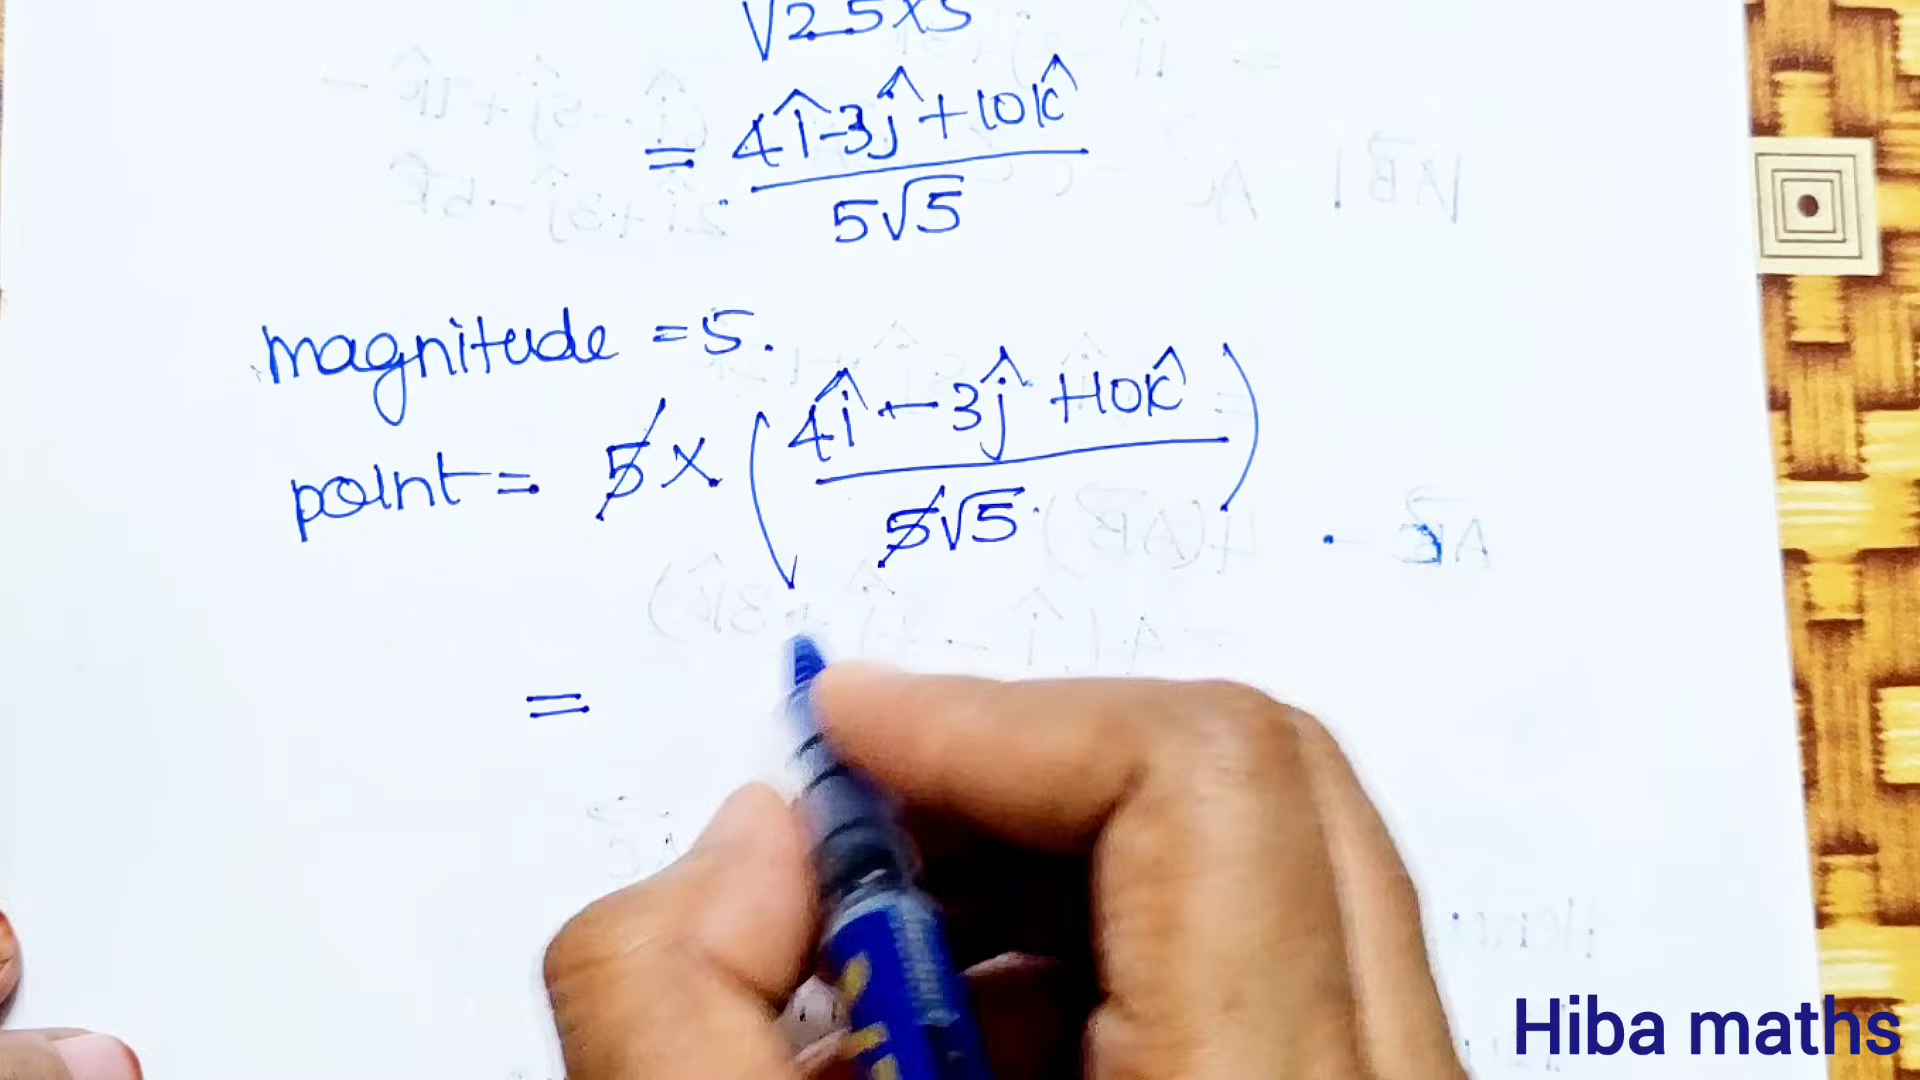 √25×5
= 4î-3ĵ+10k̂
5√5
magnitude = 5.
point = 5 × (4î - 3ĵ + 10k̂)
5√5
=
Hiba maths